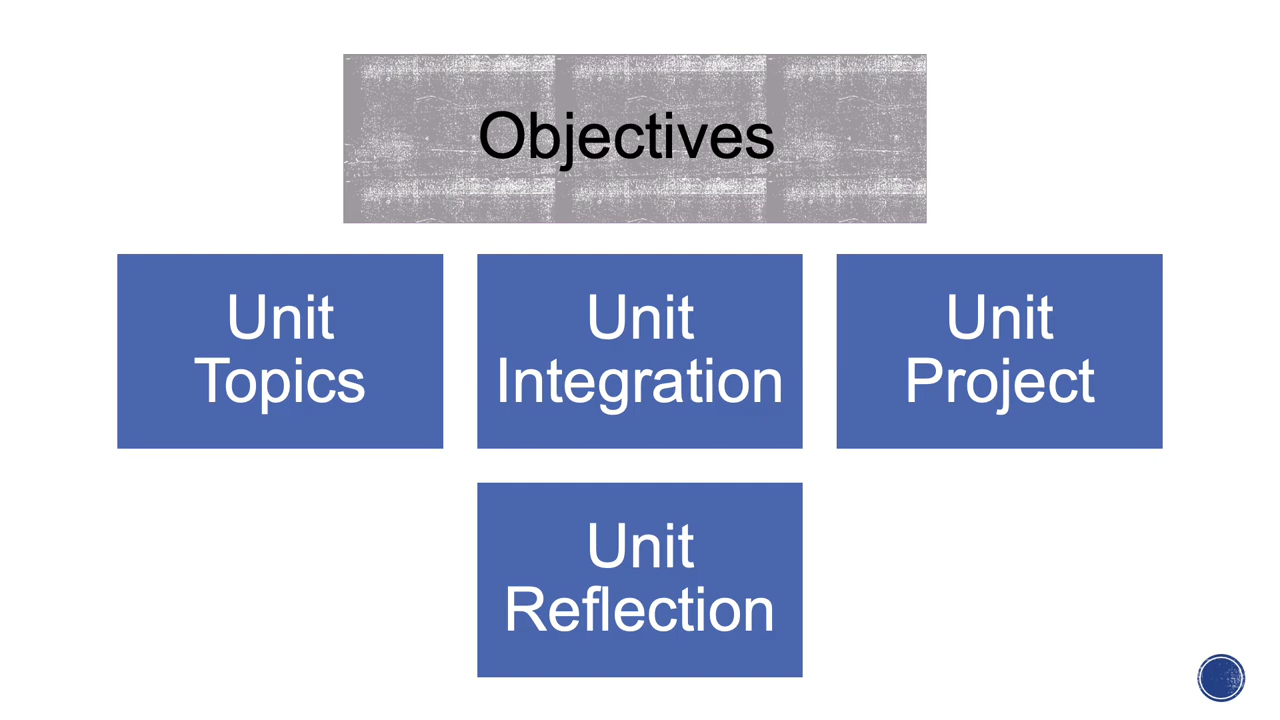 Objectives
Unit
Topics
Unit
Integration
Unit
Project
Unit
Reflection